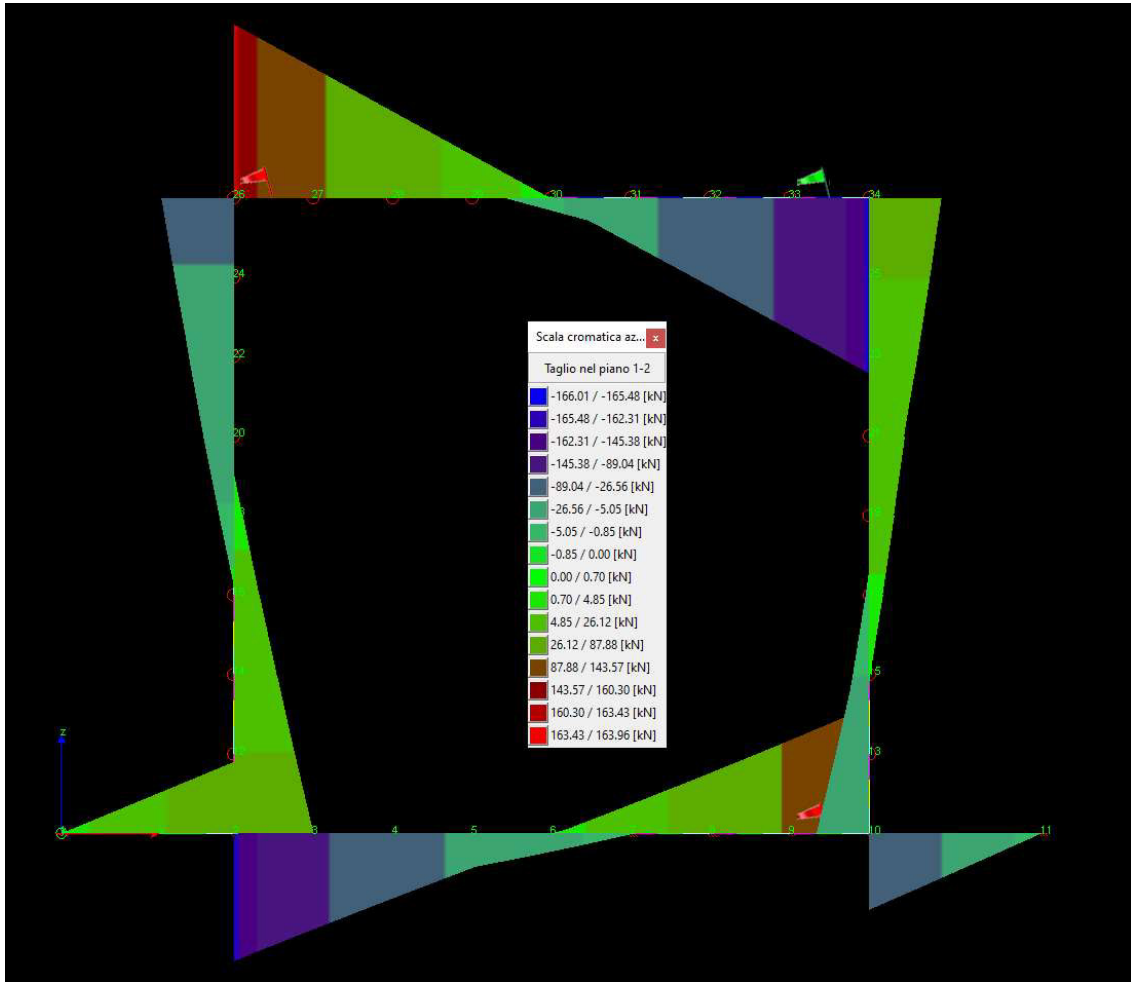 26 27 28 29 30 31 32 33 34
24
22
20
15
14
13
12
Scala cromatica az... x
Taglio nel piano 1-2
-166.01 / -165.48 [kN]
-165.48 / -162.31 [kN]
-162.31 / -145.38 [kN]
-145.38 / -89.04 [kN]
-89.04 / -26.56 [kN]
-26.56 / -5.05 [kN]
-5.05 / -0.85 [kN]
-0.85 / 0.00 [kN]
0.00 / 0.70 [kN]
0.70 / 4.85 [kN]
4.85 / 26.12 [kN]
26.12 / 87.88 [kN]
87.88 / 143.57 [kN]
143.57 / 160.30 [kN]
160.30 / 163.43 [kN]
163.43 / 163.96 [kN]
z
3 4 5 6 9 10 11